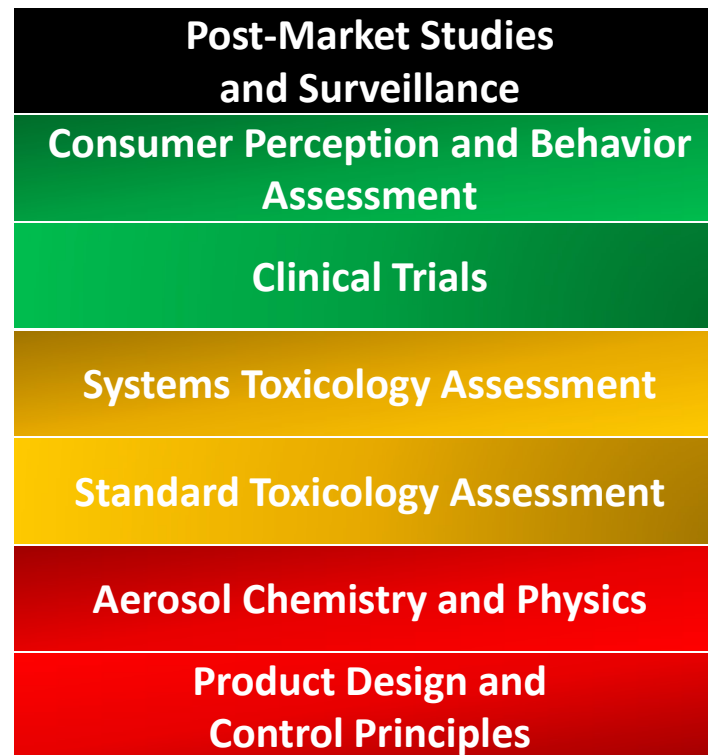 Post-Market Studies
and Surveillance
Consumer Perception and Behavior
Assessment
Clinical Trials
Systems Toxicology Assessment
Standard Toxicology Assessment
Aerosol Chemistry and Physics
Product Design and
Control Principles